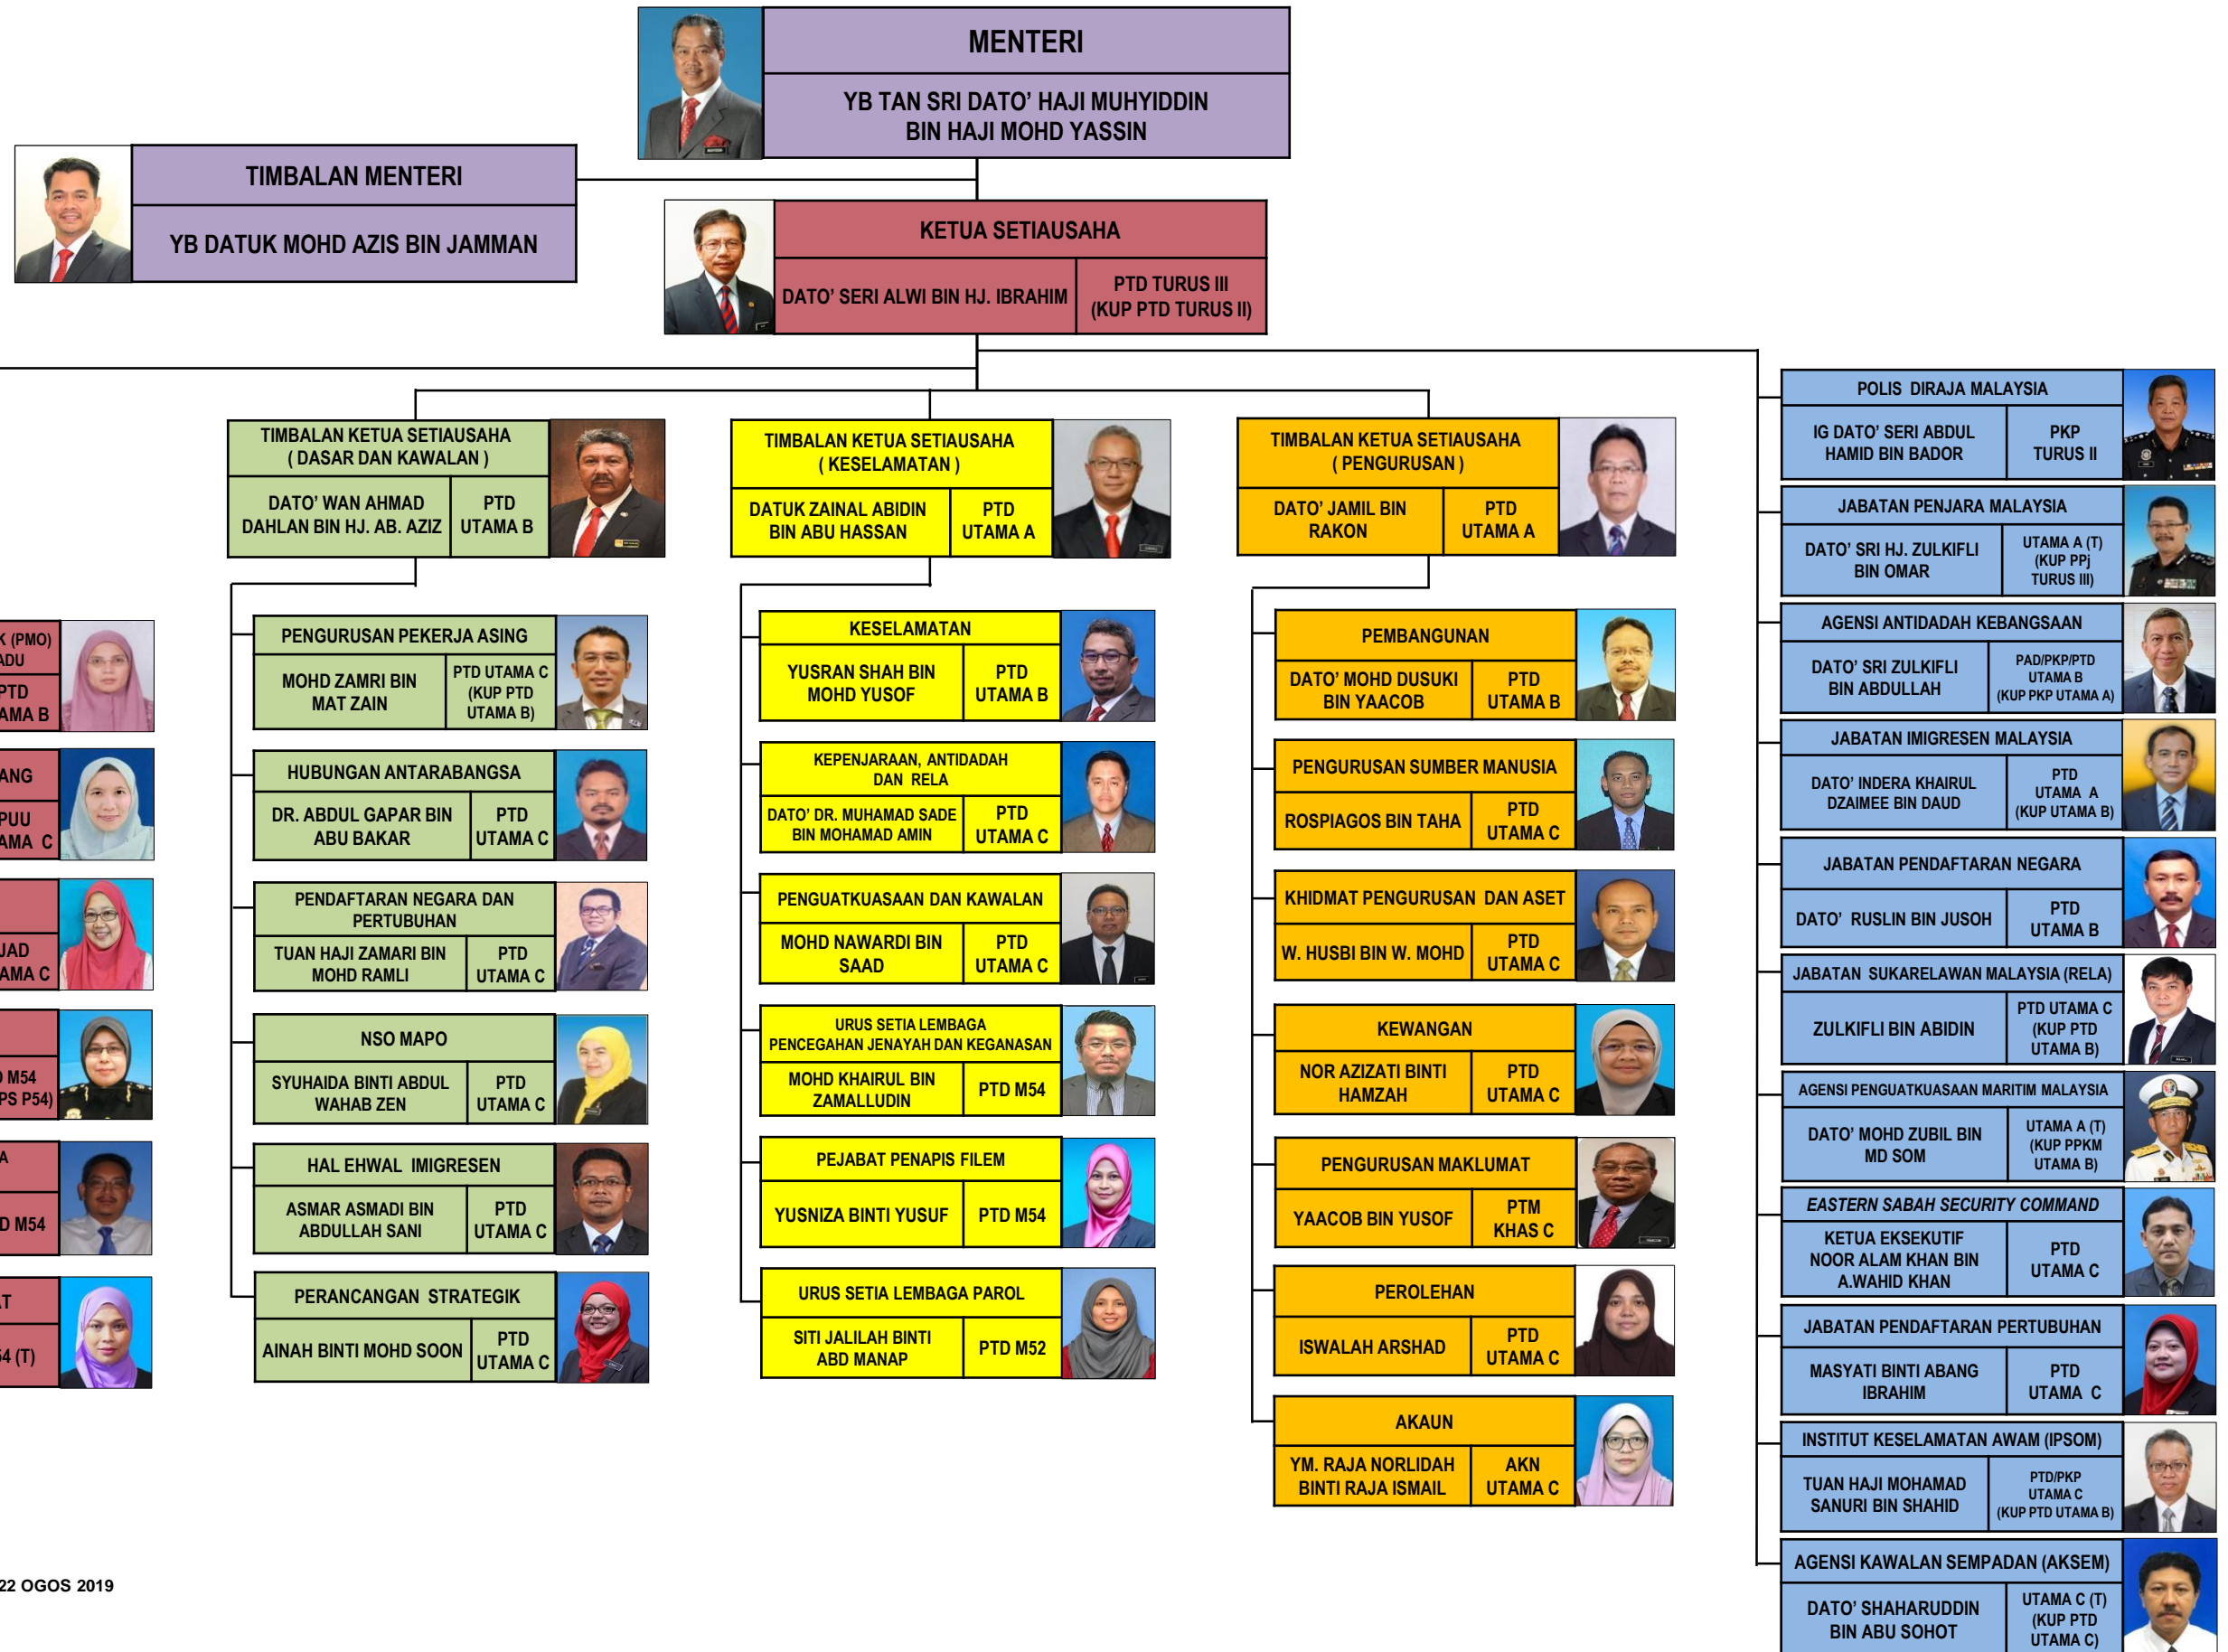 MENTERI
YB TAN SRI DATO’ HAJI MUHYIDDIN
BIN HAJI MOHD YASSIN
TIMBALAN MENTERI
YB DATUK MOHD AZIS BIN JAMMAN
KETUA SETIAUSAHA
DATO’ SERI ALWI BIN HJ. IBRAHIM
PTD TURUS III
(KUP PTD TURUS II)
K (PMO)
ADU
PTD
AMA B
ANG
PUU
AMA C
JAD
AMA C
D M54
PS P54)
A
D M54
AT
54 (T)
TIMBALAN KETUA SETIAUSAHA
( DASAR DAN KAWALAN )
DATO’ WAN AHMAD
DAHLAN BIN HJ. AB. AZIZ
PTD
UTAMA B
PENGURUSAN PEKERJA ASING
MOHD ZAMRI BIN
MAT ZAIN
PTD UTAMA C
(KUP PTD
UTAMA B)
HUBUNGAN ANTARABANGSA
DR. ABDUL GAPAR BIN
ABU BAKAR
PTD
UTAMA C
PENDAFTARAN NEGARA DAN
PERTUBUHAN
TUAN HAJI ZAMARI BIN
MOHD RAMLI
PTD
UTAMA C
NSO MAPO
SYUHAIDA BINTI ABDUL
WAHAB ZEN
PTD
UTAMA C
HAL EHWAL IMIGRESEN
ASMAR ASMADI BIN
ABDULLAH SANI
PTD
UTAMA C
PERANCANGAN STRATEGIK
AINAH BINTI MOHD SOON
PTD
UTAMA C
TIMBALAN KETUA SETIAUSAHA
( KESELAMATAN )
DATUK ZAINAL ABIDIN
BIN ABU HASSAN
PTD
UTAMA A
KESELAMATAN
YUSRAN SHAH BIN
MOHD YUSOF
PTD
UTAMA B
KEPENJARAAN, ANTIDADAH
DAN RELA
DATO’ DR. MUHAMAD SADE
BIN MOHAMAD AMIN
PTD
UTAMA C
PENGUATKUASAAN DAN KAWALAN
MOHD NAWARDI BIN
SAAD
PTD
UTAMA C
URUS SETIA LEMBAGA
PENCEGAHAN JENAYAH DAN KEGANASAN
MOHD KHAIRUL BIN
ZAMALLUDIN
PTD M54
PEJABAT PENAPIS FILEM
YUSNIZA BINTI YUSUF
PTD M54
URUS SETIA LEMBAGA PAROL
SITI JALILAH BINTI
ABD MANAP
PTD M52
TIMBALAN KETUA SETIAUSAHA
( PENGURUSAN )
DATO’ JAMIL BIN
RAKON
PTD
UTAMA A
PEMBANGUNAN
DATO’ MOHD DUSUKI
BIN YAACOB
PTD
UTAMA B
PENGURUSAN SUMBER MANUSIA
ROSPIAGOS BIN TAHA
PTD
UTAMA C
KHIDMAT PENGURUSAN DAN ASET
W. HUSBI BIN W. MOHD
PTD
UTAMA C
KEWANGAN
NOR AZIZATI BINTI
HAMZAH
PTD
UTAMA C
PENGURUSAN MAKLUMAT
YAACOB BIN YUSOF
PTM
KHAS C
PEROLEHAN
ISWALAH ARSHAD
PTD
UTAMA C
AKAUN
YM. RAJA NORLIDAH
BINTI RAJA ISMAIL
AKN
UTAMA C
POLIS DIRAJA MALAYSIA
IG DATO’ SERI ABDUL
HAMID BIN BADOR
PKP
TURUS II
JABATAN PENJARA MALAYSIA
DATO’ SRI HJ. ZULKIFLI
BIN OMAR
UTAMA A (T)
(KUP PPj
TURUS III)
AGENSI ANTIDADAH KEBANGSAAN
DATO’ SRI ZULKIFLI
BIN ABDULLAH
PAD/PKP/PTD
UTAMA B
(KUP PKP UTAMA A)
JABATAN IMIGRESEN MALAYSIA
DATO’ INDERA KHAIRUL
DZAIMEE BIN DAUD
PTD
UTAMA A
(KUP UTAMA B)
JABATAN PENDAFTARAN NEGARA
DATO’ RUSLIN BIN JUSOH
PTD
UTAMA B
JABATAN SUKARELAWAN MALAYSIA (RELA)
ZULKIFLI BIN ABIDIN
PTD UTAMA C
(KUP PTD
UTAMA B)
AGENSI PENGUATKUASAAN MARITIM MALAYSIA
DATO’ MOHD ZUBIL BIN
MD SOM
UTAMA A (T)
(KUP PPKM
UTAMA B)
EASTERN SABAH SECURITY COMMAND
KETUA EKSEKUTIF
NOOR ALAM KHAN BIN
A.WAHID KHAN
PTD
UTAMA C
JABATAN PENDAFTARAN PERTUBUHAN
MASYATI BINTI ABANG
IBRAHIM
PTD
UTAMA C
INSTITUT KESELAMATAN AWAM (IPSOM)
TUAN HAJI MOHAMAD
SANURI BIN SHAHID
PTD/PKP
UTAMA C
(KUP PTD UTAMA B)
AGENSI KAWALAN SEMPADAN (AKSEM)
DATO’ SHAHARUDDIN
BIN ABU SOHOT
UTAMA C (T)
(KUP PTD
UTAMA C)
22 OGOS 2019